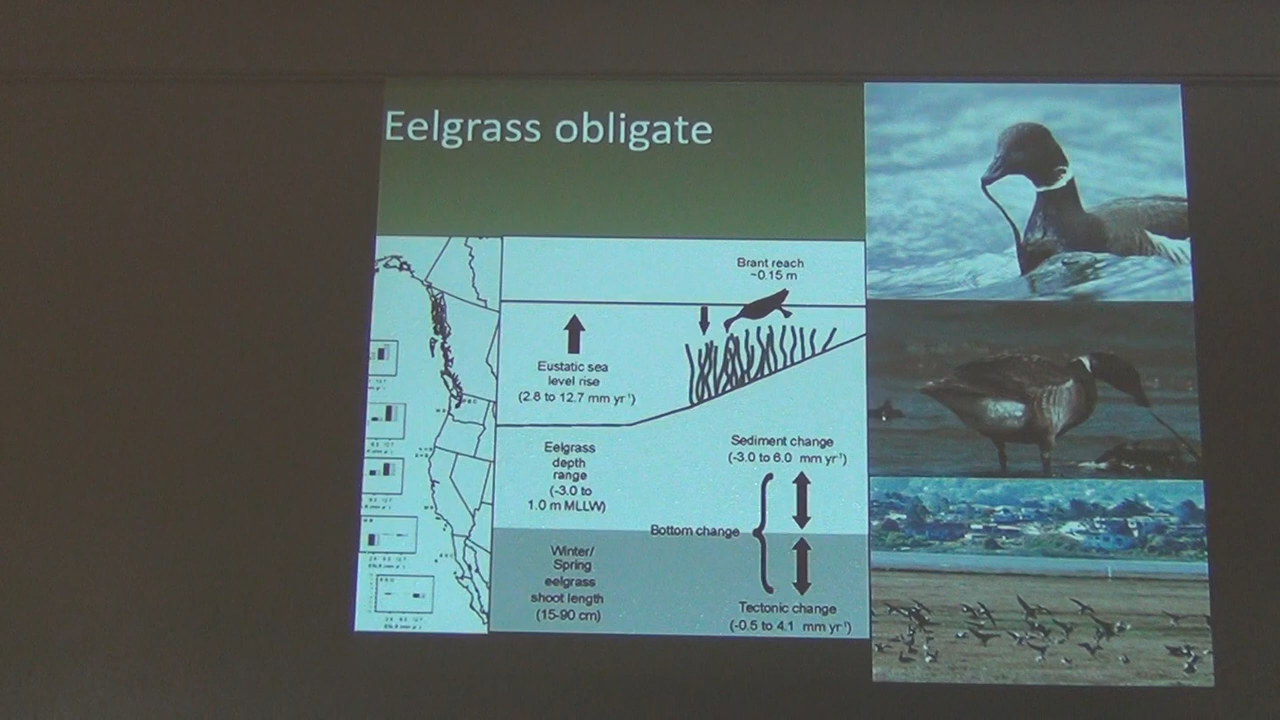 Eelgrass obligate
Brant reach
~0.15 m
Eustatic sea
level rise
(2.8 to 12.7 mm yr⁻¹)
Eelgrass
depth
range
(-3.0 to
1.0 m MLLW)
Sediment change
(-3.0 to 6.0 mm yr⁻¹)
Bottom change
Winter/
Spring
eelgrass
shoot length
(15-90 cm)
Tectonic change
(-0.5 to 4.1 mm yr⁻¹)